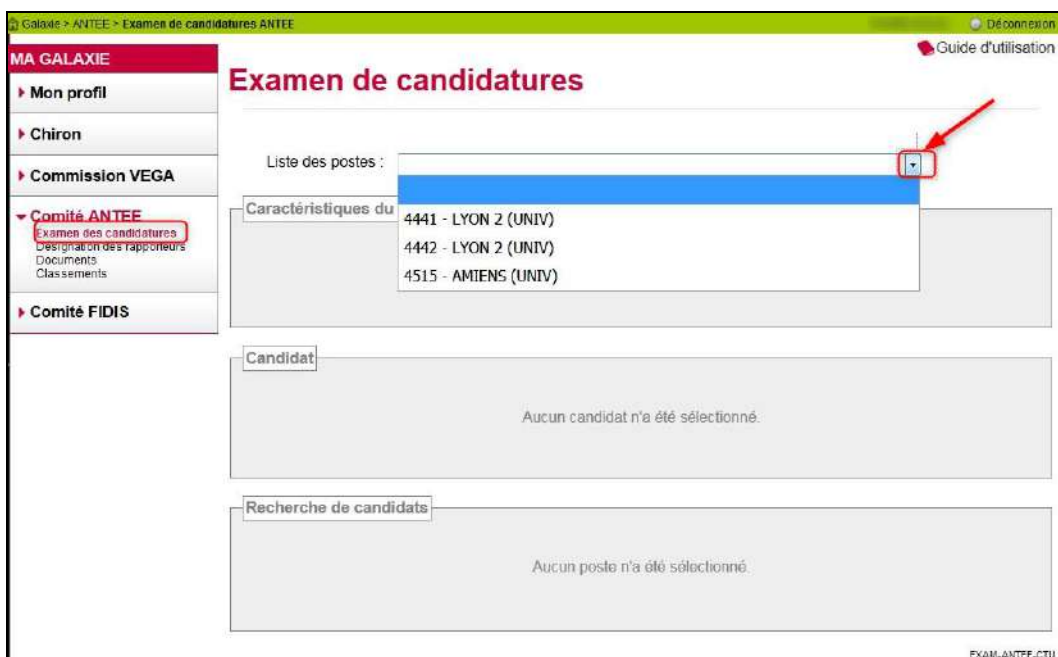 Galaxie > ANTEE > Examen de candidatures ANTEE
Déconnexion
Guide d'utilisation
MA GALAXIE
Mon profil
Chiron
Commission VEGA
Comité ANTEE
Examen des candidatures
Désignation des rapporteurs
Documents
Classements
Comité FIDIS
Examen de candidatures
Liste des postes :
4441 - LYON 2 (UNIV)
4442 - LYON 2 (UNIV)
4515 - AMIENS (UNIV)
Caractéristiques du
Candidat
Aucun candidat n'a été sélectionné.
Recherche de candidats
Aucun poste n'a été sélectionné.
EXAM-ANTEE-CTU